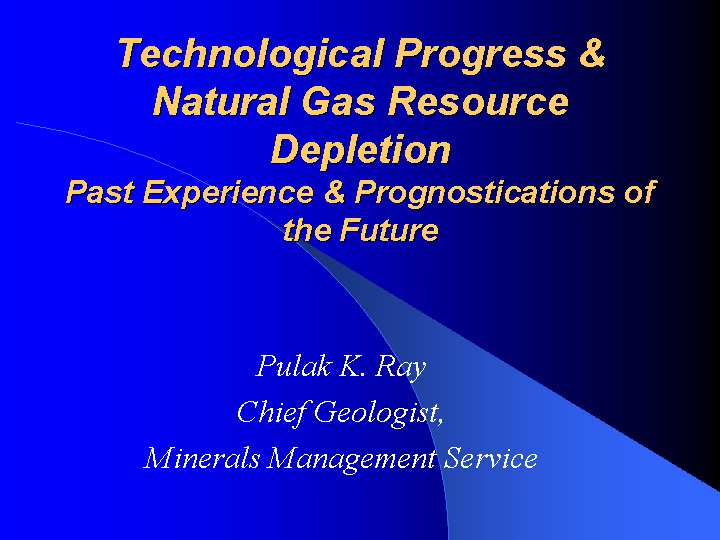 Technological Progress &
Natural Gas Resource
Depletion
Past Experience & Prognostications of
the Future
Pulak K. Ray
Chief Geologist,
Minerals Management Service